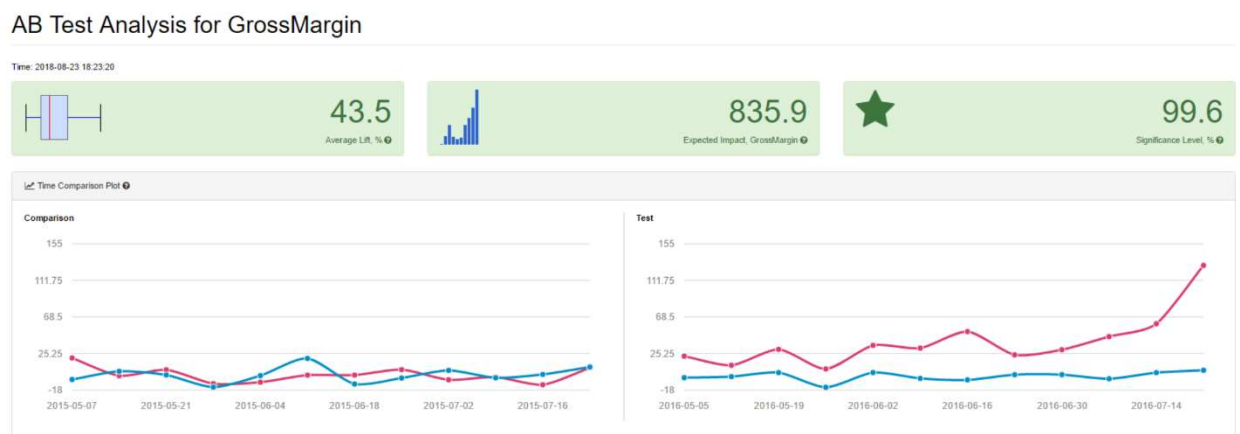 AB Test Analysis for GrossMargin
Time: 2018-08-23 18:23:20
43.5
Average Lift, %
835.9
Expected Impact, GrossMargin
99.6
Significance Level, %
Time Comparison Plot
Comparison
155
111.75
68.5
25.25
-18
2015-05-07 2015-05-21 2015-06-04 2015-06-18 2015-07-02 2015-07-16
Test
155
111.75
68.5
25.25
-18
2016-05-05 2016-05-19 2016-06-02 2016-06-16 2016-06-30 2016-07-14